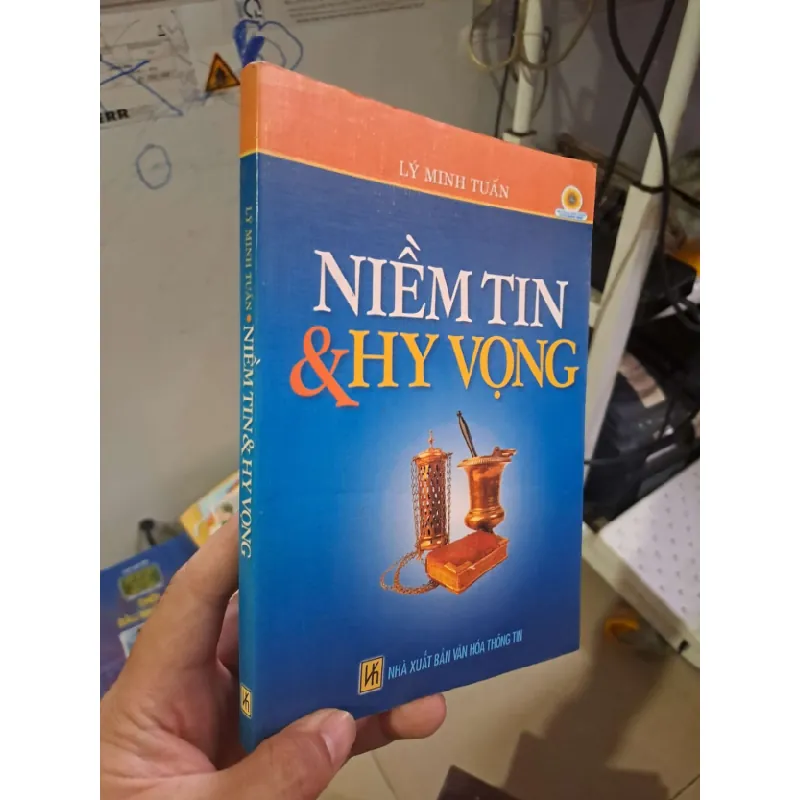 LÝ MINH TUẤN
NIỀM TIN
& HY VỌNG
NHÀ XUẤT BẢN VĂN HÓA THÔNG TIN
LÝ MINH TUẤN • NIỀM TIN & HY VỌNG